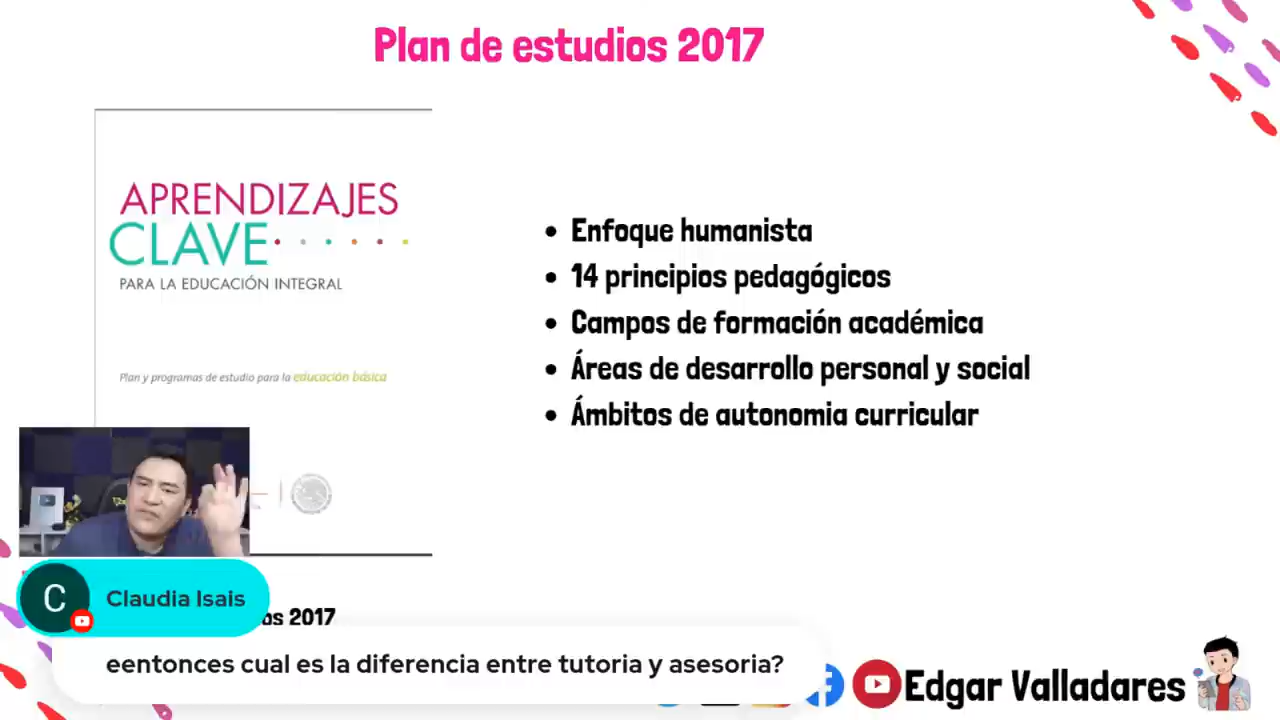 Plan de estudios 2017
APRENDIZAJES
CLAVE
PARA LA EDUCACIÓN INTEGRAL
Plan y programas de estudio para la educación básica
• Enfoque humanista
• 14 principios pedagógicos
• Campos de formación académica
• Áreas de desarrollo personal y social
• Ámbitos de autonomia curricular
C
Claudia Isais
2017
eentonces cual es la diferencia entre tutoria y asesoria?
Edgar Valladares